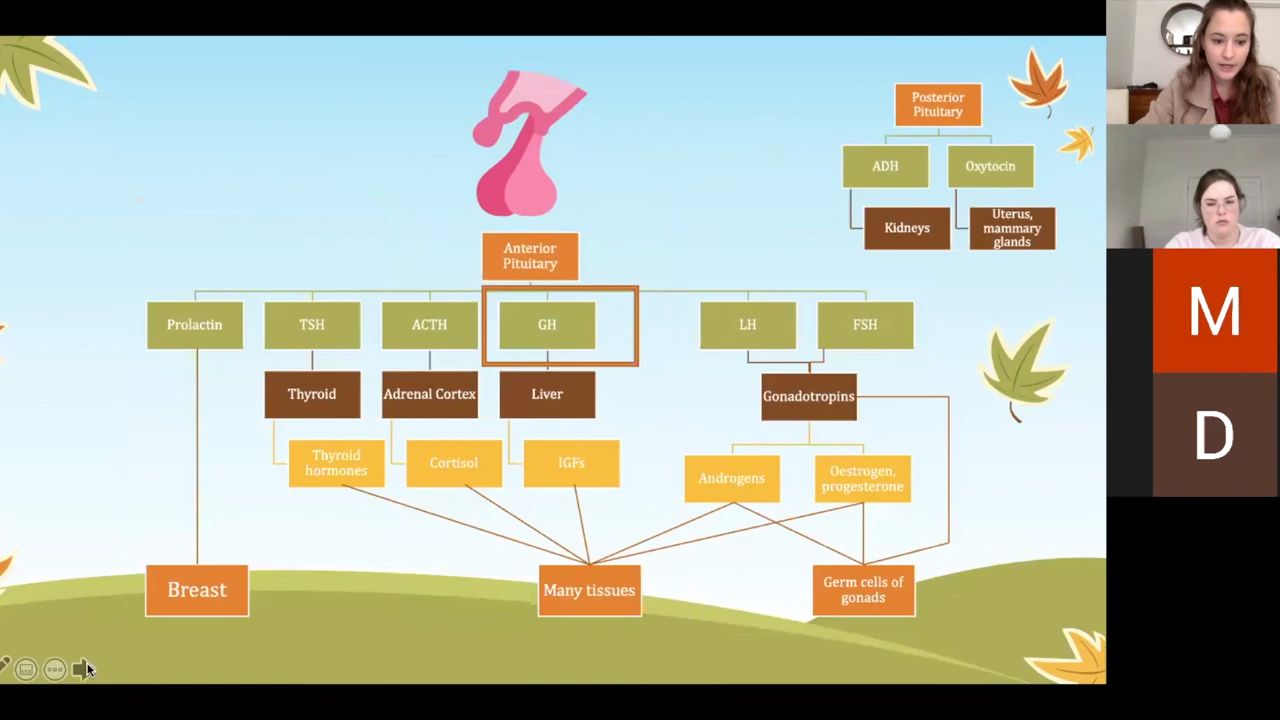 Posterior
Pituitary
ADH
Oxytocin
Kidneys
Uterus,
mammary
glands
Anterior
Pituitary
Prolactin
TSH
ACTH
GH
LH
FSH
Thyroid
Adrenal Cortex
Liver
Gonadotropins
Thyroid
hormones
Cortisol
IGFs
Androgens
Oestrogen,
progesterone
Breast
Many tissues
Germ cells of
gonads
M
D